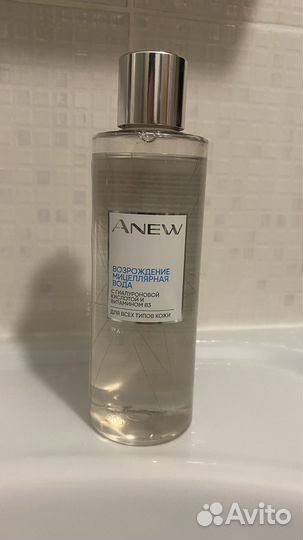 ANEW
ВОЗРОЖДЕНИЕ
МИЦЕЛЛЯРНАЯ
ВОДА
С ГИАЛУРОНОВОЙ
КИСЛОТОЙ И
ВИТАМИНОМ B3
ДЛЯ ВСЕХ ТИПОВ КОЖИ
Avito